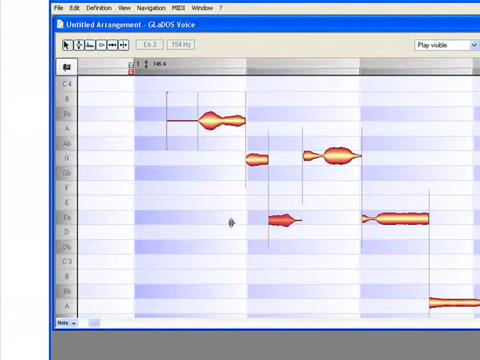 File Edit Definition View Navigation MIDI Window ?
Untitled Arrangement - GLaDOS Voice
Eb 3 154 Hz Play visible
1 145.4
C 4
B
Bb
A
Ab
G
Gb
F
E
Eb
D
Db
C 3
B
Bb
A
Note